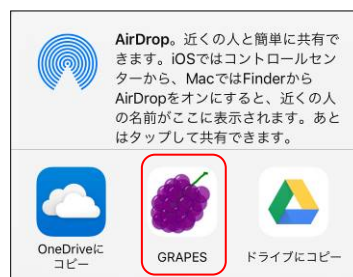 AirDrop。近くの人と簡単に共有で
きます。iOSではコントロールセン
ターから、MacではFinderから
AirDropをオンにすると、近くの人
の名前がここに表示されます。あと
はタップして共有できます。
OneDriveに
コピー
GRAPES
ドライブにコピー